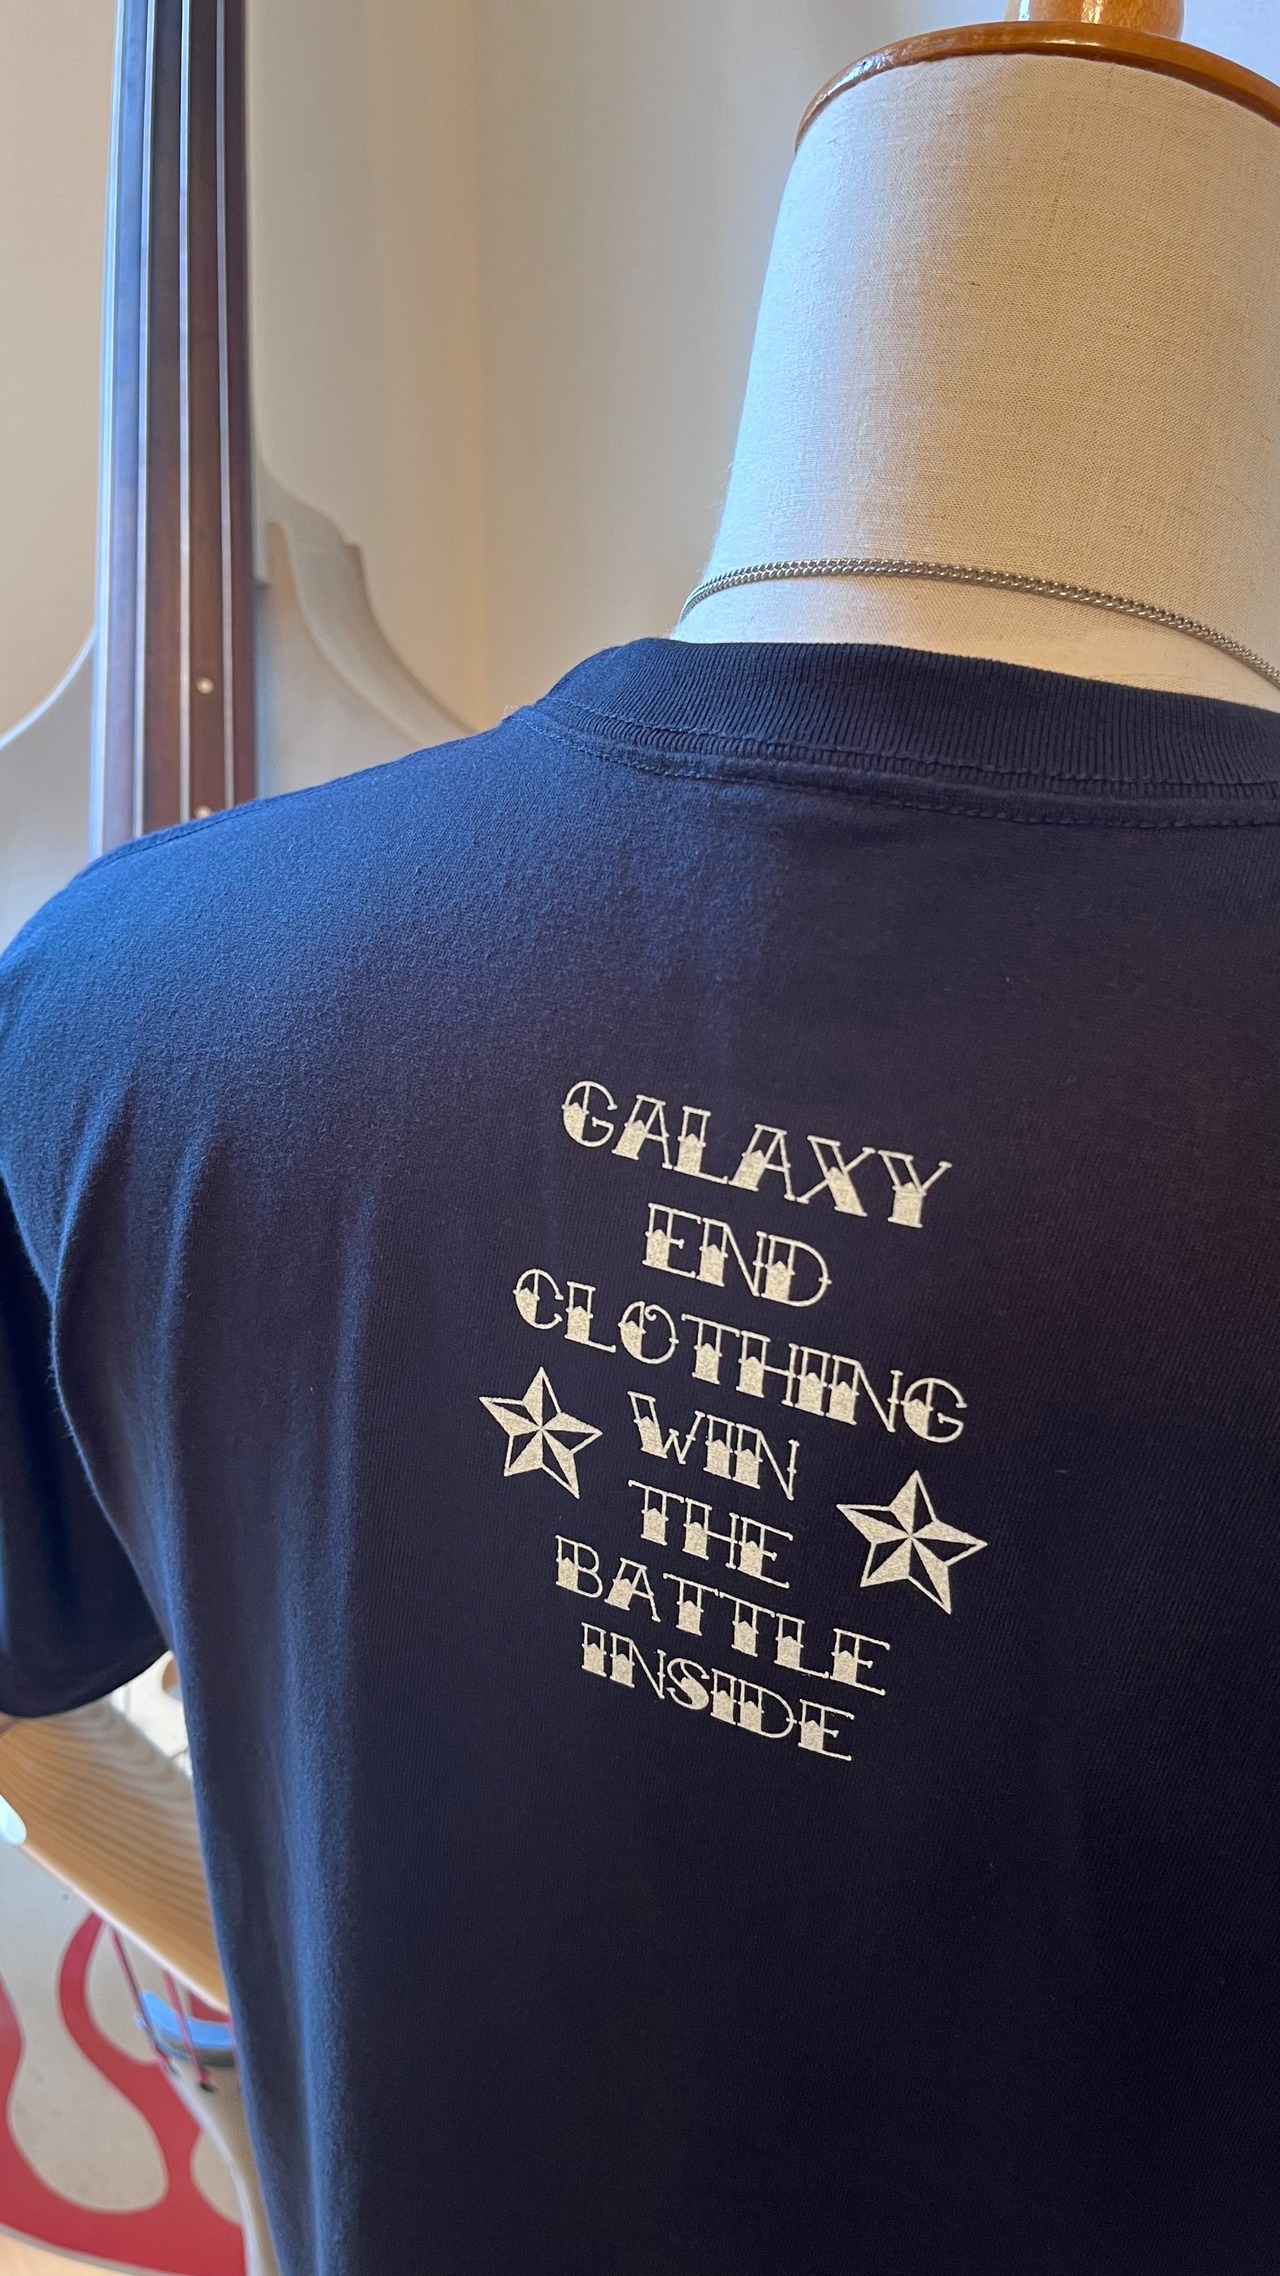 GALAXY
END
CLOTHING
WIN
THE
BATTLE
INSIDE